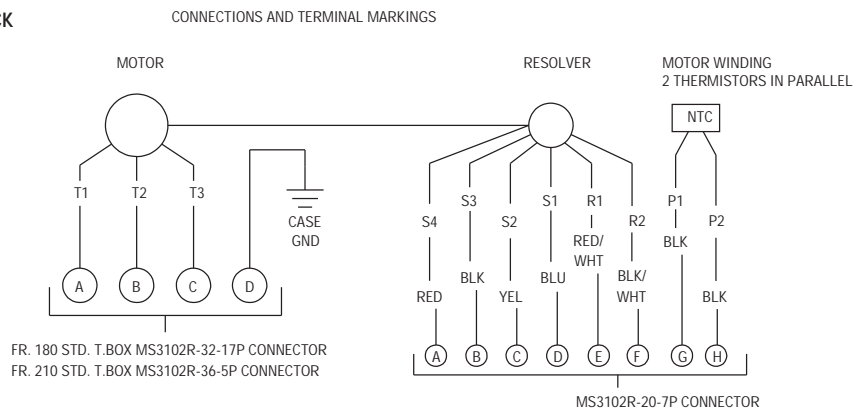 CK
CONNECTIONS AND TERMINAL MARKINGS
MOTOR
RESOLVER
MOTOR WINDING
2 THERMISTORS IN PARALLEL
NTC
T1 T2 T3
CASE
GND
S4 S3 S2 S1 R1 R2 P1 P2
RED BLK YEL BLU RED/
WHT BLK/
WHT BLK BLK
A B C D
A B C D E F G H
FR. 180 STD. T.BOX MS3102R-32-17P CONNECTOR
FR. 210 STD. T.BOX MS3102R-36-5P CONNECTOR
MS3102R-20-7P CONNECTOR